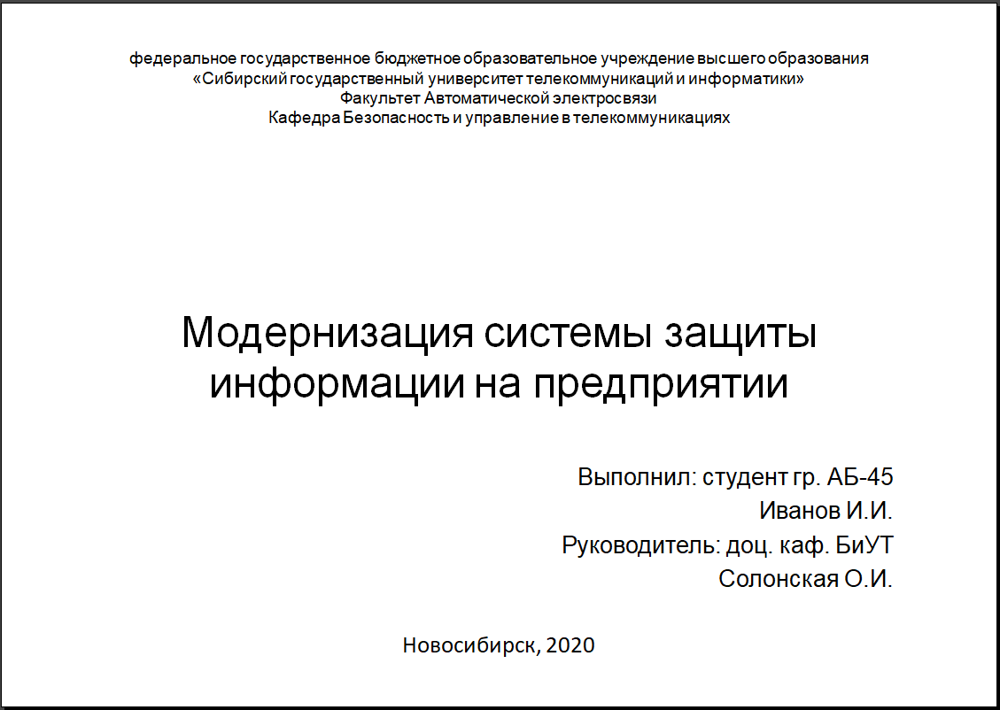 федеральное государственное бюджетное образовательное учреждение высшего образования
«Сибирский государственный университет телекоммуникаций и информатики»
Факультет Автоматической электросвязи
Кафедра Безопасность и управление в телекоммуникациях
Модернизация системы защиты
информации на предприятии
Выполнил: студент гр. АБ-45
Иванов И.И.
Руководитель: доц. каф. БиУТ
Солонская О.И.
Новосибирск, 2020